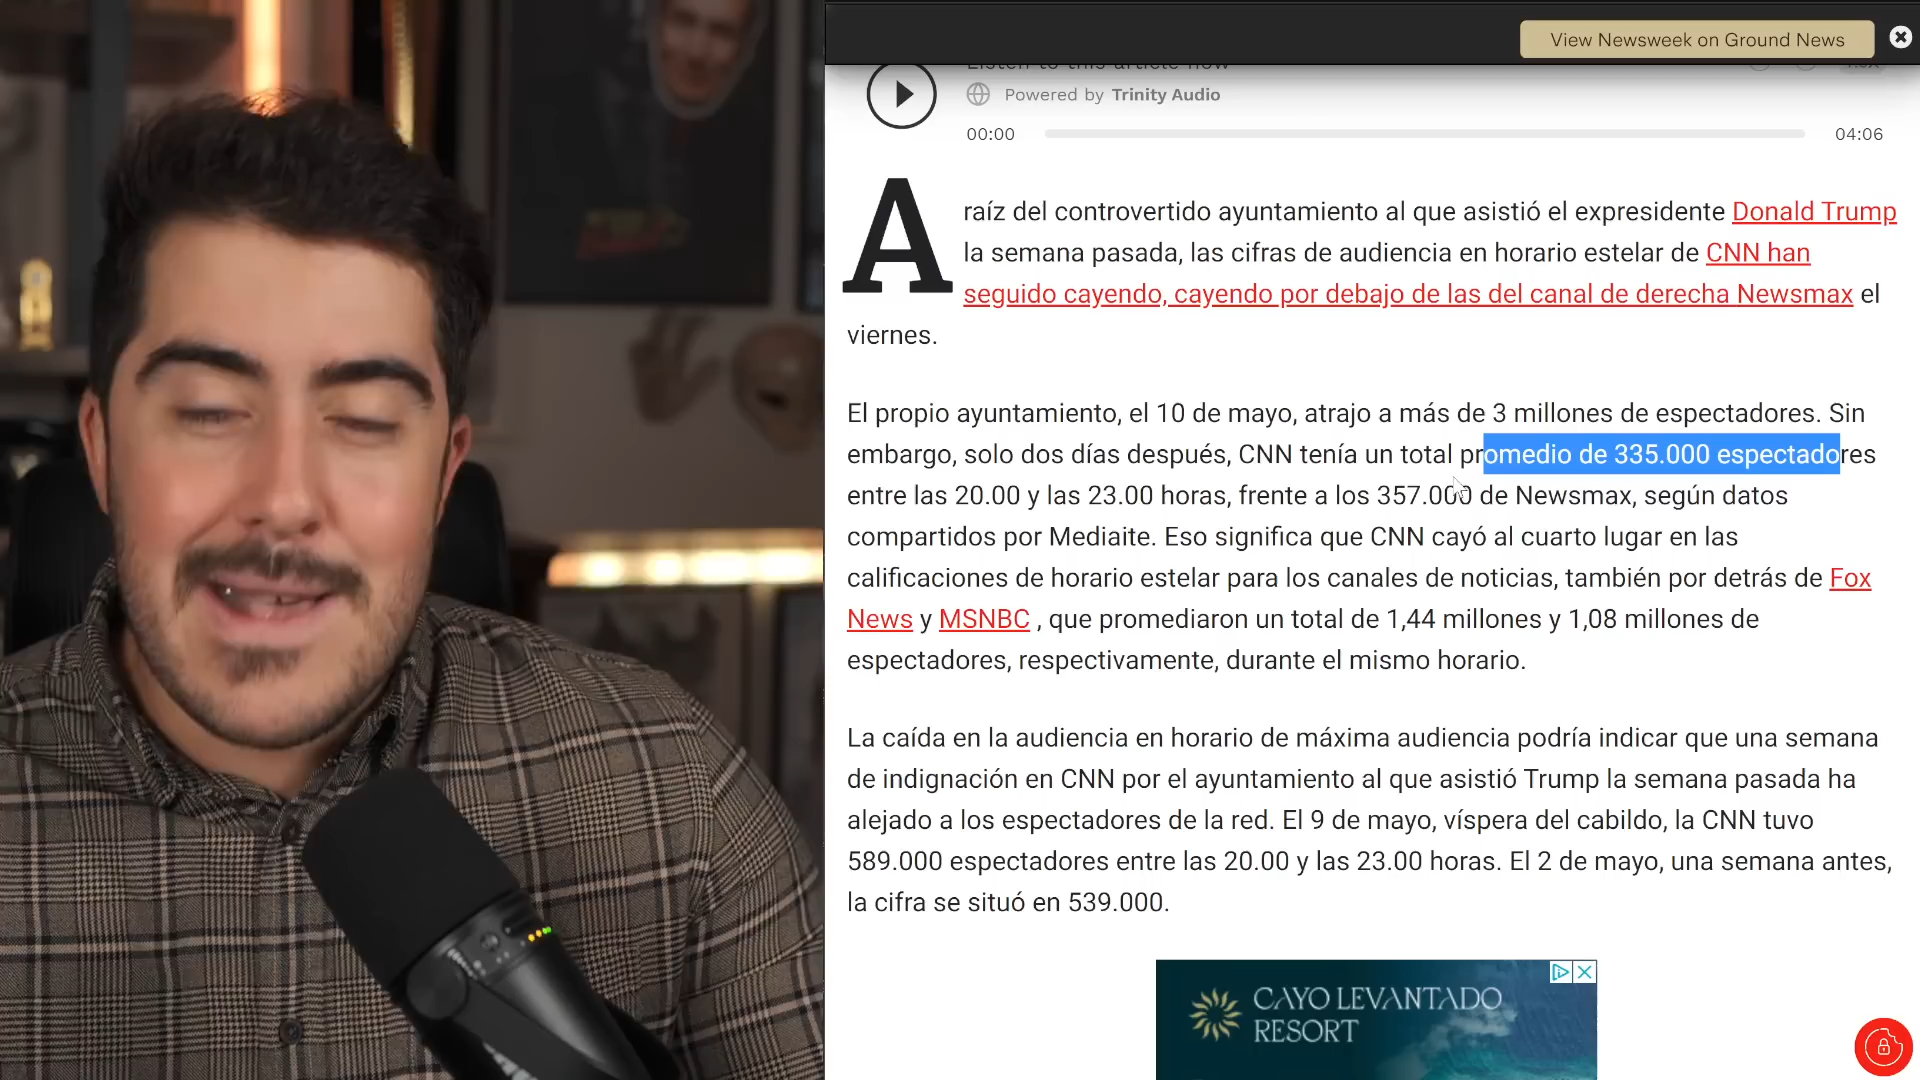 View Newsweek on Ground News
Listen to this article now
Powered by Trinity Audio
00:00
04:06
A raíz del controvertido ayuntamiento al que asistió el expresidente Donald Trump
la semana pasada, las cifras de audiencia en horario estelar de CNN han
seguido cayendo, cayendo por debajo de las del canal de derecha Newsmax el
viernes.
El propio ayuntamiento, el 10 de mayo, atrajo a más de 3 millones de espectadores. Sin
embargo, solo dos días después, CNN tenía un total promedio de 335.000 espectadores
entre las 20.00 y las 23.00 horas, frente a los 357.000 de Newsmax, según datos
compartidos por Mediaite. Eso significa que CNN cayó al cuarto lugar en las
calificaciones de horario estelar para los canales de noticias, también por detrás de Fox
News y MSNBC , que promediaron un total de 1,44 millones y 1,08 millones de
espectadores, respectivamente, durante el mismo horario.
La caída en la audiencia en horario de máxima audiencia podría indicar que una semana
de indignación en CNN por el ayuntamiento al que asistió Trump la semana pasada ha
alejado a los espectadores de la red. El 9 de mayo, víspera del cabildo, la CNN tuvo
589.000 espectadores entre las 20.00 y las 23.00 horas. El 2 de mayo, una semana antes,
la cifra se situó en 539.000.
CAYO LEVANTADO
RESORT